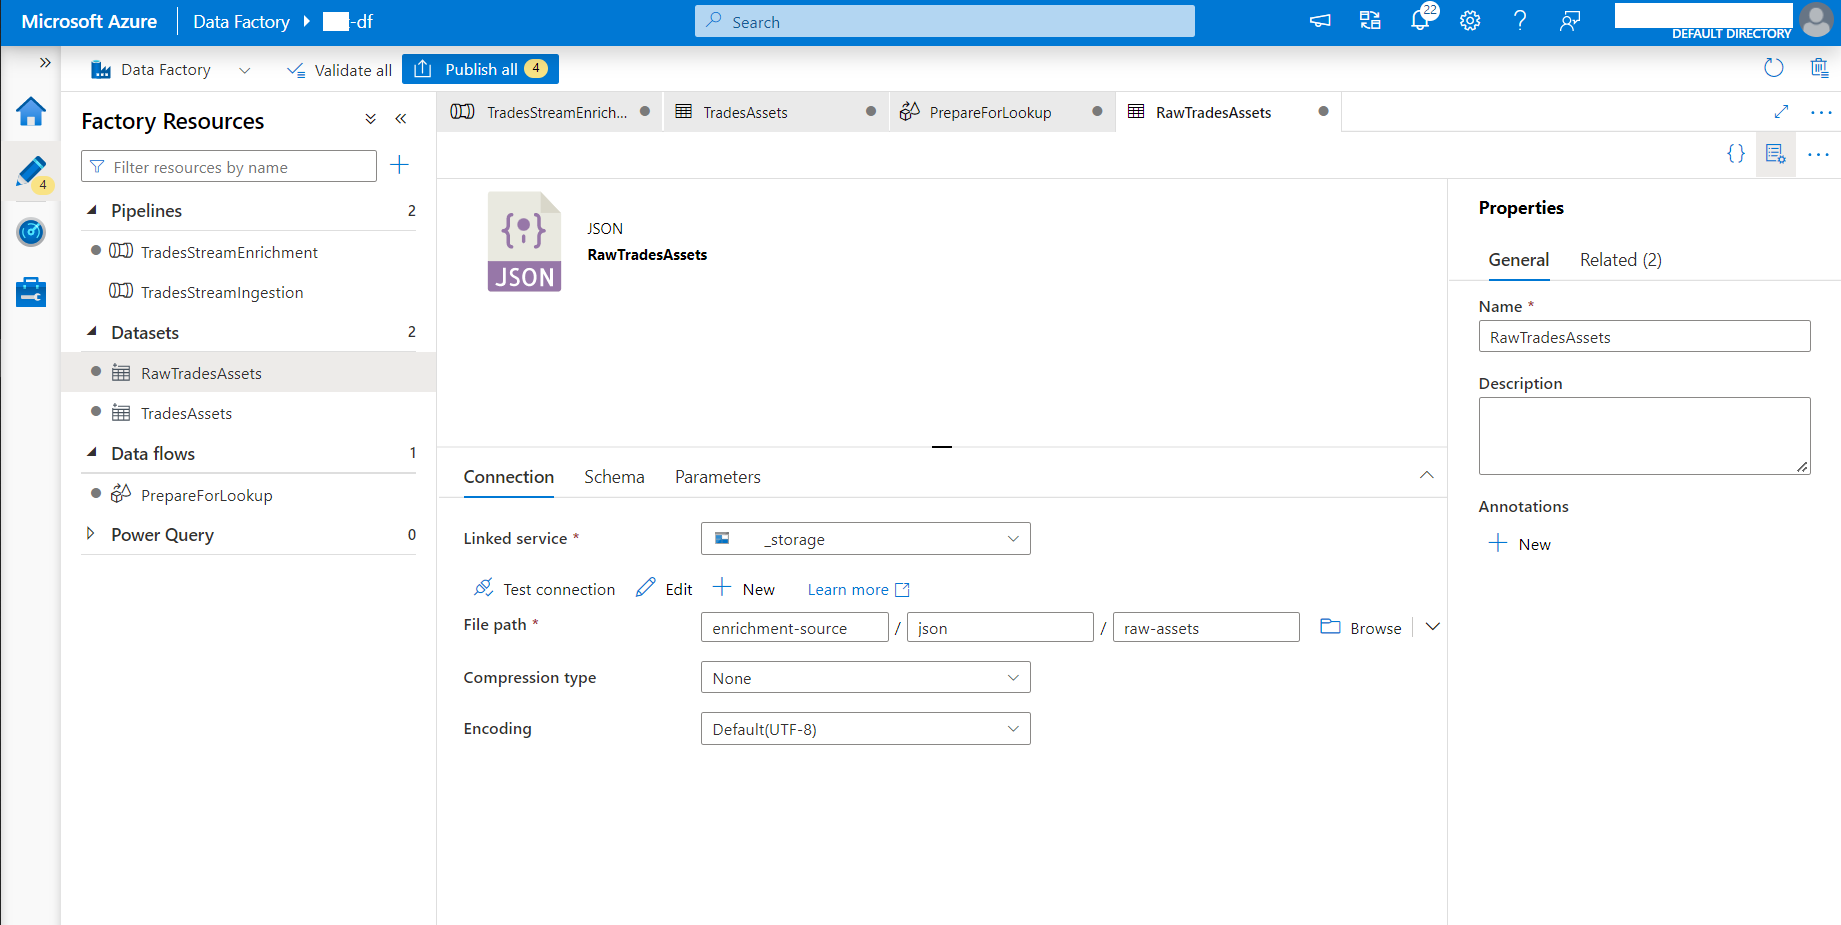 Microsoft Azure
Data Factory
-df
Search
22
DEFAULT DIRECTORY
Data Factory
Validate all
Publish all
4
TradesStreamEnrich...
TradesAssets
PrepareForLookup
RawTradesAssets
4
Factory Resources
Filter resources by name
Pipelines 2
TradesStreamEnrichment
TradesStreamIngestion
Datasets 2
RawTradesAssets
TradesAssets
Data flows 1
PrepareForLookup
Power Query 0
JSON
JSON
RawTradesAssets
Connection
Schema
Parameters
Linked service *
_storage
Test connection
Edit
New
Learn more
File path *
enrichment-source / json / raw-assets
Browse
Compression type
None
Encoding
Default(UTF-8)
Properties
General
Related (2)
Name *
RawTradesAssets
Description
Annotations
New